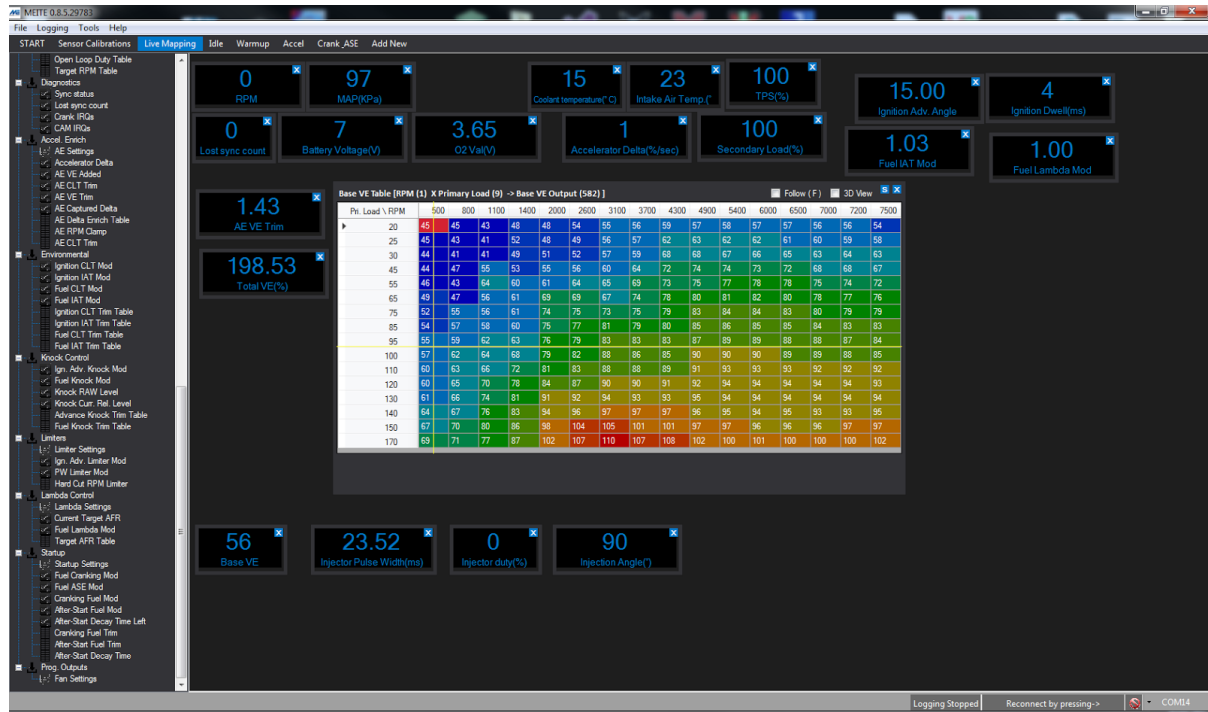 MEITE 0.8.5.29783
File Logging Tools Help
START Sensor Calibrations Live Mapping Idle Warmup Accel Crank_ASE Add New
Open Loop Duty Table
Target RPM Table
Diagnostics
Sync status
Lost sync count
Crank IRQs
CAM IRQs
Accel. Enrich
AE Settings
Accelerator Delta
AE VE Added
AE CLT Trim
AE VE Trim
AE Captured Delta
AE Delta Enrich Table
AE RPM Clamp
AE CLT Trim
Environmental
Ignition CLT Mod
Ignition IAT Mod
Fuel CLT Mod
Fuel IAT Mod
Ignition CLT Trim Table
Ignition IAT Trim Table
Fuel CLT Trim Table
Fuel IAT Trim Table
Knock Control
Ign. Adv. Knock Mod
Fuel Knock Mod
Knock RAW Level
Knock Curr. Rel. Level
Advance Knock Trim Table
Fuel Knock Trim Table
Limiters
Limiter Settings
Ign. Adv. Limiter Mod
PW Limiter Mod
Hard Cut RPM Limiter
Lambda Control
Lambda Settings
Current Target AFR
Fuel Lambda Mod
Target AFR Table
Startup
Startup Settings
Fuel Cranking Mod
Fuel ASE Mod
Cranking Fuel Mod
After-Start Fuel Mod
After-Start Decay Time Left
Cranking Fuel Trim
After-Start Fuel Trim
After-Start Decay Time
Prog. Outputs
Fan Settings
0
RPM
97
MAP(KPa)
15
Coolant temperature(° C)
23
Intake Air Temp.(°
100
TPS(%)
15.00
Ignition Adv. Angle
4
Ignition Dwell(ms)
0
Lost sync count
7
Battery Voltage(V)
3.65
O2 Val(V)
1
Accelerator Delta(%/sec)
100
Secondary Load(%)
1.03
Fuel IAT Mod
1.00
Fuel Lambda Mod
1.43
AE VE Trim
198.53
Total VE(%)
Base VE Table [RPM (1) X Primary Load (9) -> Base VE Output (582) ] Follow ( F ) 3D View S X
Pri. Load \ RPM 500 800 1100 1400 2000 2600 3100 3700 4300 4900 5400 6000 6500 7000 7200 7500
20 45 45 43 48 48 54 55 56 59 57 58 57 57 56 56 54
25 45 43 41 52 48 49 56 57 62 63 62 62 61 60 59 58
30 44 41 41 49 51 52 57 59 68 68 67 66 65 63 64 63
45 44 47 55 53 55 56 60 64 72 74 74 73 72 68 68 67
55 46 43 64 60 61 64 65 69 73 75 77 78 78 75 74 72
65 49 47 56 61 69 69 67 74 78 80 81 82 80 78 77 76
75 52 55 56 61 74 75 73 75 79 83 84 84 83 80 79 79
85 54 57 58 60 75 77 81 79 80 85 86 85 85 84 83 83
95 55 59 62 63 76 79 83 83 83 87 89 89 88 88 87 84
100 57 62 64 68 79 82 88 86 85 90 90 90 89 89 88 85
110 60 63 66 72 81 83 88 88 89 91 93 93 93 92 92 92
120 60 65 70 78 84 87 90 90 91 92 94 94 94 94 94 93
130 61 66 74 81 91 92 94 93 93 95 94 94 94 94 94 94
140 64 67 76 83 94 96 97 97 97 96 95 94 95 93 93 95
150 67 70 80 86 98 104 105 101 101 97 97 96 96 96 97 97
170 69 71 77 87 102 107 110 107 108 102 100 101 100 100 100 102
56
Base VE
23.52
Injector Pulse Width(ms)
0
Injector duty(%)
90
Injection Angle(°)
Logging Stopped Reconnect by pressing-> COM14